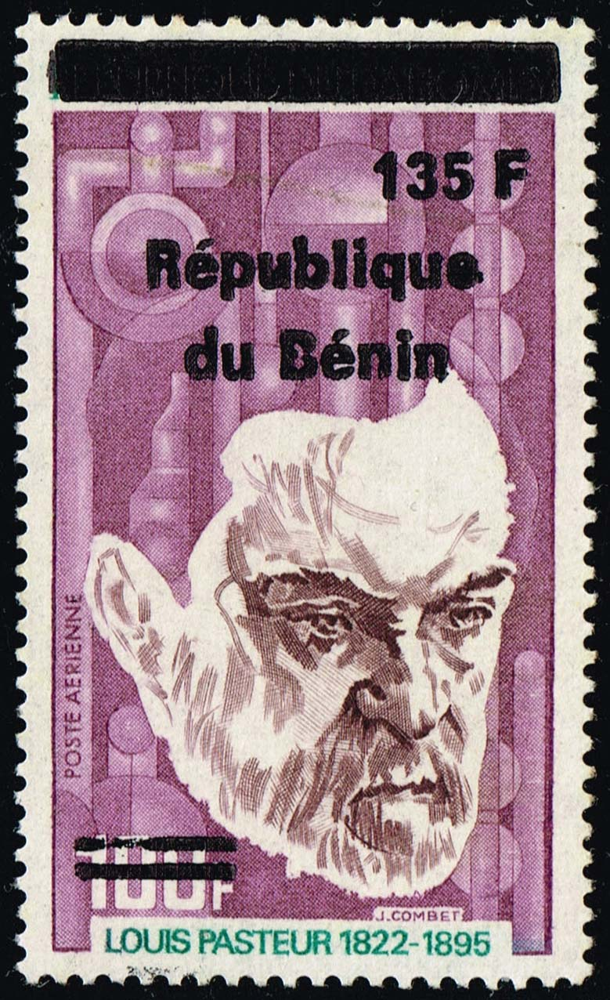 135 F
République
du Bénin
POSTE AERIENNE
100F
J. COMBET
LOUIS PASTEUR 1822-1895